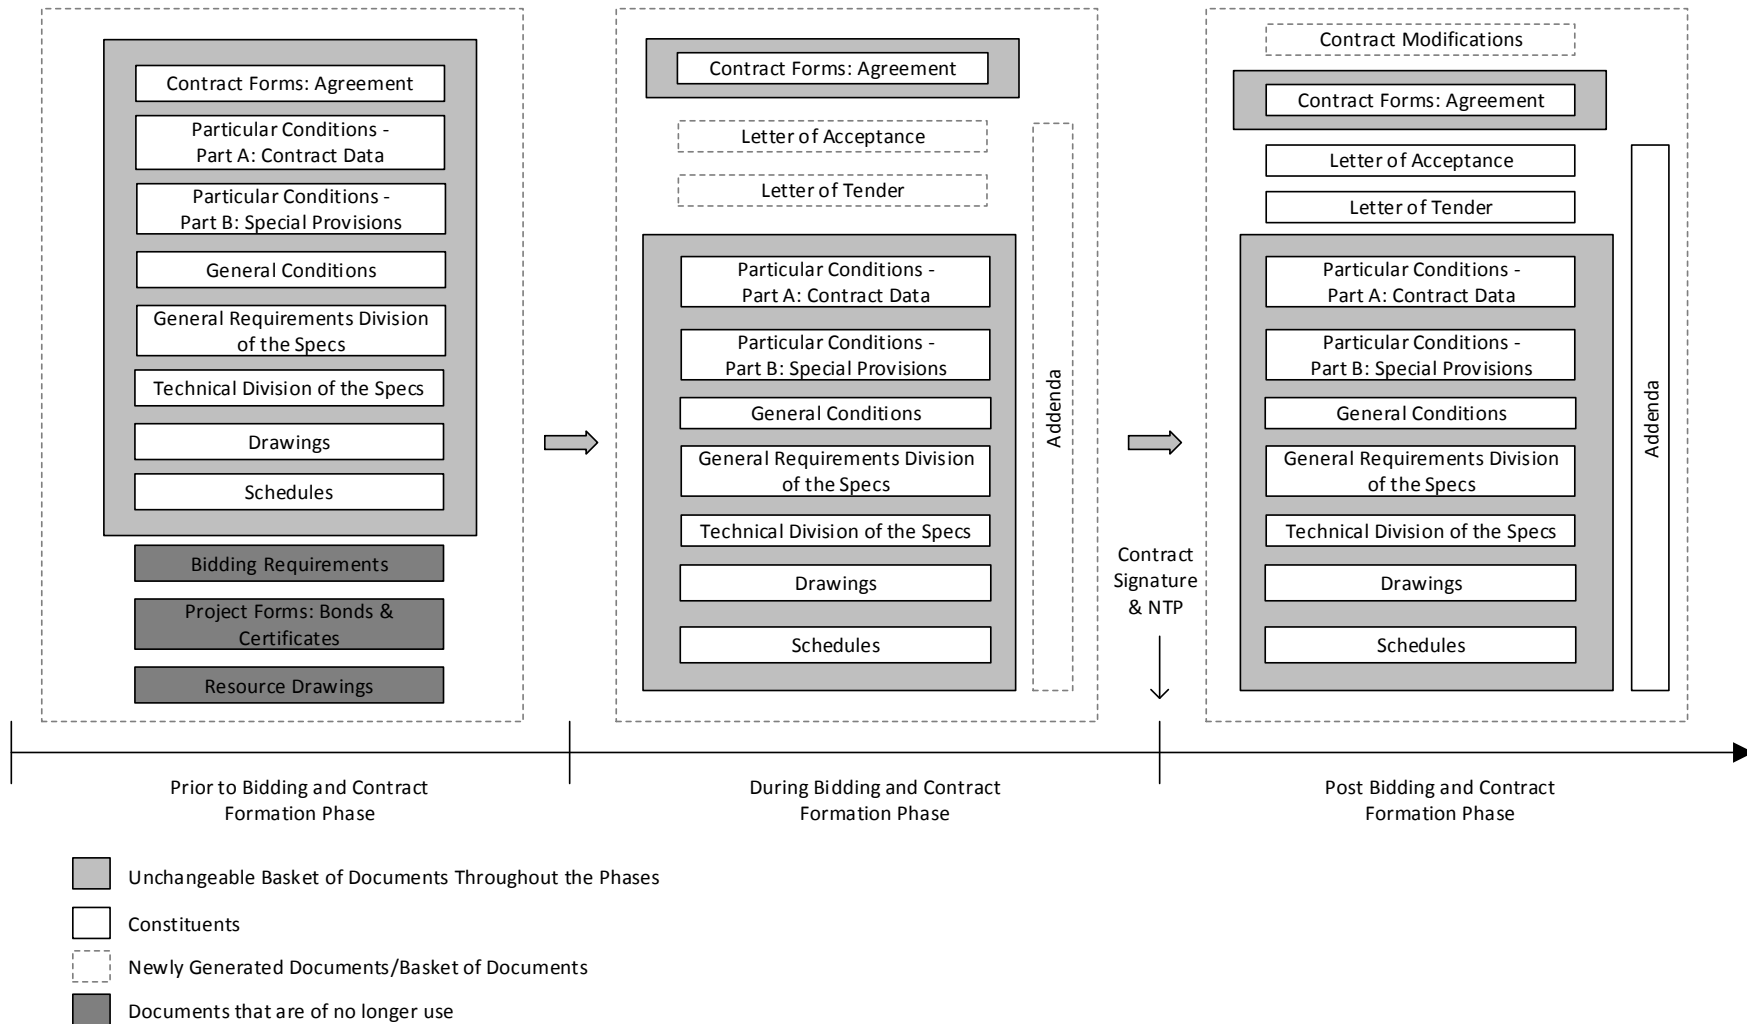 Contract Forms: Agreement
Particular Conditions -
Part A: Contract Data
Particular Conditions -
Part B: Special Provisions
General Conditions
General Requirements Division
of the Specs
Technical Division of the Specs
Drawings
Schedules
Bidding Requirements
Project Forms: Bonds &
Certificates
Resource Drawings
Contract Forms: Agreement
Letter of Acceptance
Letter of Tender
Particular Conditions -
Part A: Contract Data
Particular Conditions -
Part B: Special Provisions
General Conditions
General Requirements Division
of the Specs
Technical Division of the Specs
Drawings
Schedules
Addenda
Contract
Signature
& NTP
Contract Modifications
Contract Forms: Agreement
Letter of Acceptance
Letter of Tender
Particular Conditions -
Part A: Contract Data
Particular Conditions -
Part B: Special Provisions
General Conditions
General Requirements Division
of the Specs
Technical Division of the Specs
Drawings
Schedules
Addenda
Prior to Bidding and Contract
Formation Phase
During Bidding and Contract
Formation Phase
Post Bidding and Contract
Formation Phase
Unchangeable Basket of Documents Throughout the Phases
Constituents
Newly Generated Documents/Basket of Documents
Documents that are of no longer use